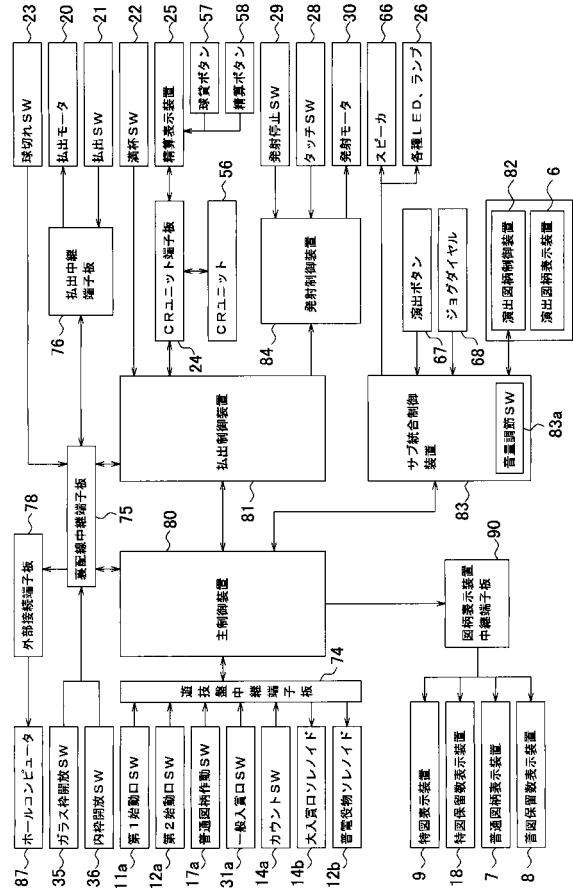 87
ホールコンピュータ
35
ガラス枠開放SW
36
内枠開放SW
11a
第1始動口SW
12a
第2始動口SW
17a
普通図柄作動SW
31a
一般入賞口SW
14a
カウントSW
14b
大入賞口ソレノイド
12b
普電役物ソレノイド
9
特図表示装置
18
特図保留数表示装置
7
普通図柄表示装置
8
普図保留数表示装置
外部接続端子板
78
裏配線中継端子板
75
遊技盤中継端子板
74
主制御装置
80
図柄表示装置
中継端子板
90
払出中継
端子板
76
払出制御装置
81
CRユニット端子板
24
CRユニット
56
発射制御装置
84
サブ統合制御
装置
83
音量調節SW
83a
演出ボタン
67
ジョグダイヤル
68
演出図柄制御装置
82
演出図柄表示装置
6
球切れSW
23
払出モータ
20
払出SW
21
満杯SW
22
精算表示装置
25
球貸ボタン
57
精算ボタン
58
発射停止SW
29
タッチSW
28
発射モータ
30
スピーカ
66
各種LED、ランプ
26